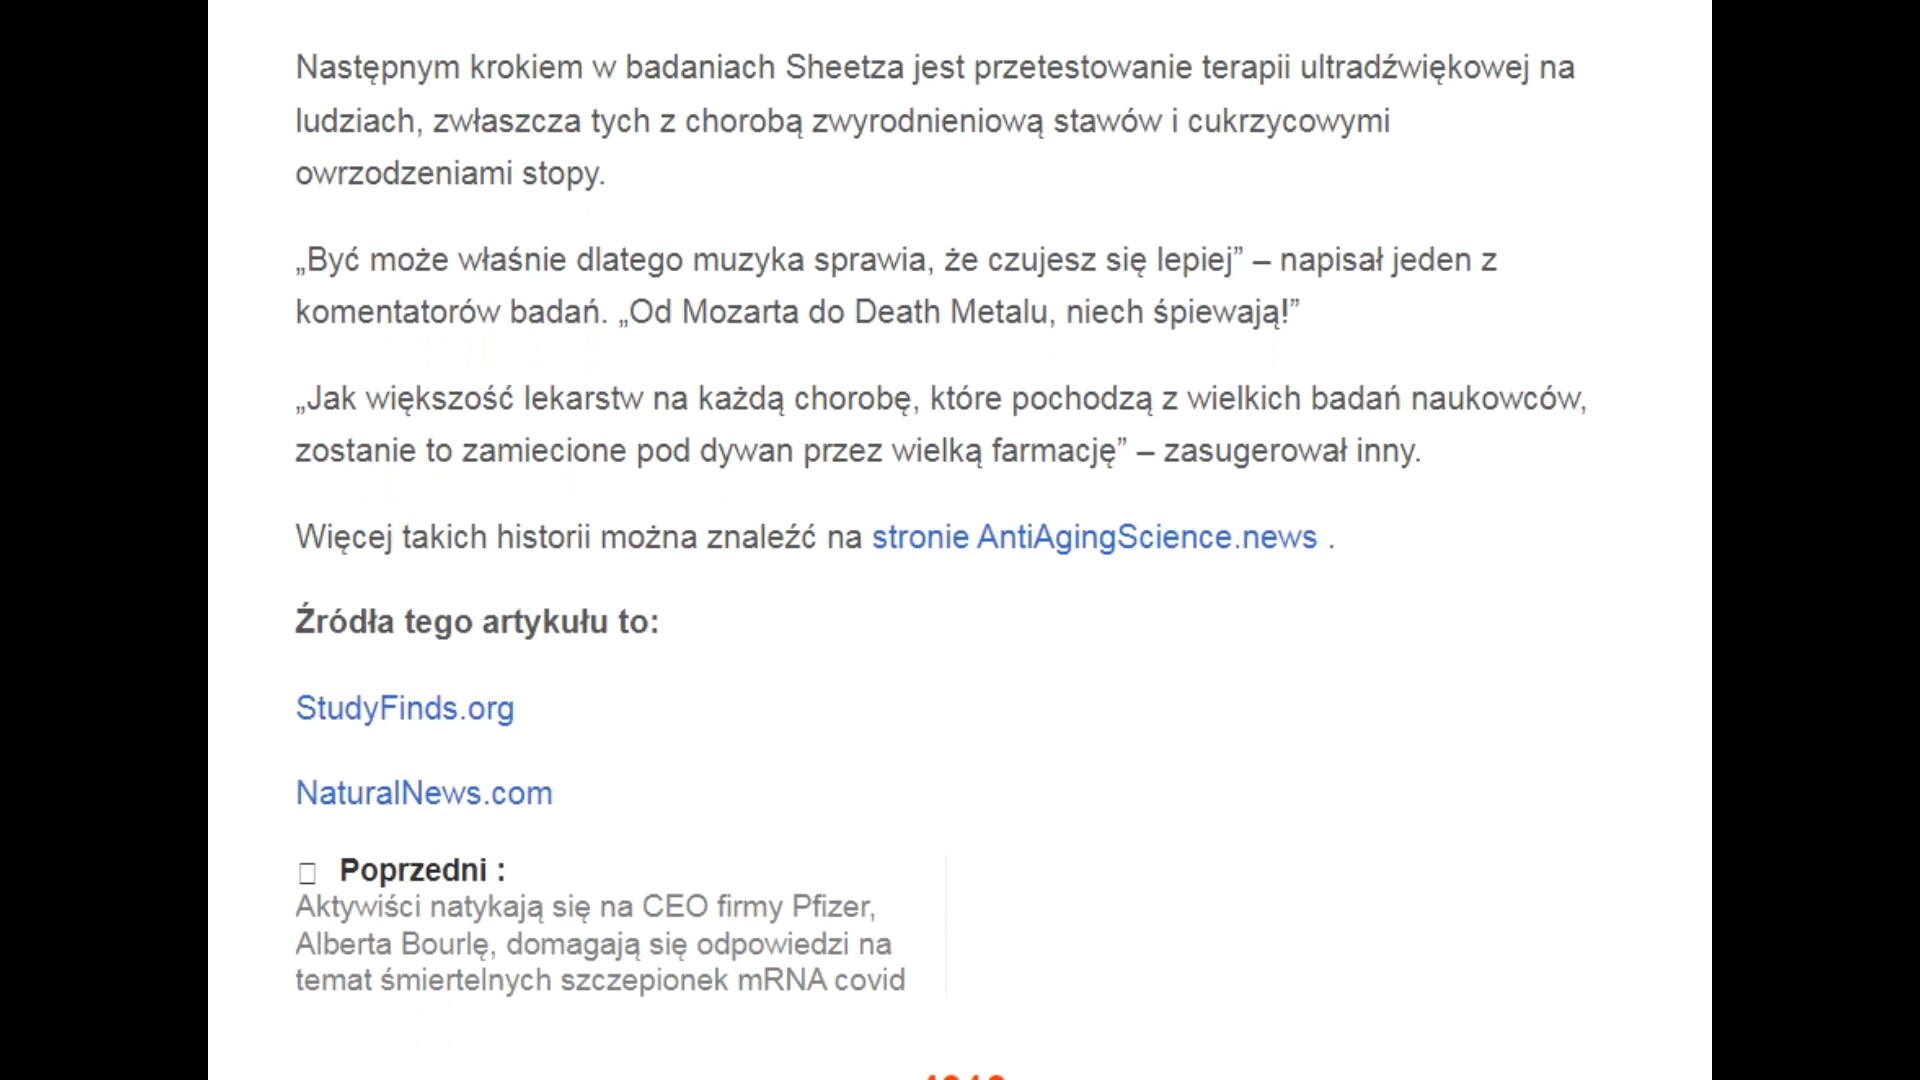 Następnym krokiem w badaniach Sheetza jest przetestowanie terapii ultradźwiękowej na
ludziach, zwłaszcza tych z chorobą zwyrodnieniową stawów i cukrzycowymi
owrzodzeniami stopy.
„Być może właśnie dlatego muzyka sprawia, że czujesz się lepiej” – napisał jeden z
komentatorów badań. „Od Mozarta do Death Metalu, niech śpiewają!”
„Jak większość lekarstw na każdą chorobę, które pochodzą z wielkich badań naukowców,
zostanie to zamiecione pod dywan przez wielką farmację” – zasugerował inny.
Więcej takich historii można znaleźć na stronie AntiAgingScience.news .
Źródła tego artykułu to:
StudyFinds.org
NaturalNews.com
Poprzedni :
Aktywiści natykają się na CEO firmy Pfizer,
Alberta Bourlę, domagają się odpowiedzi na
temat śmiertelnych szczepionek mRNA covid